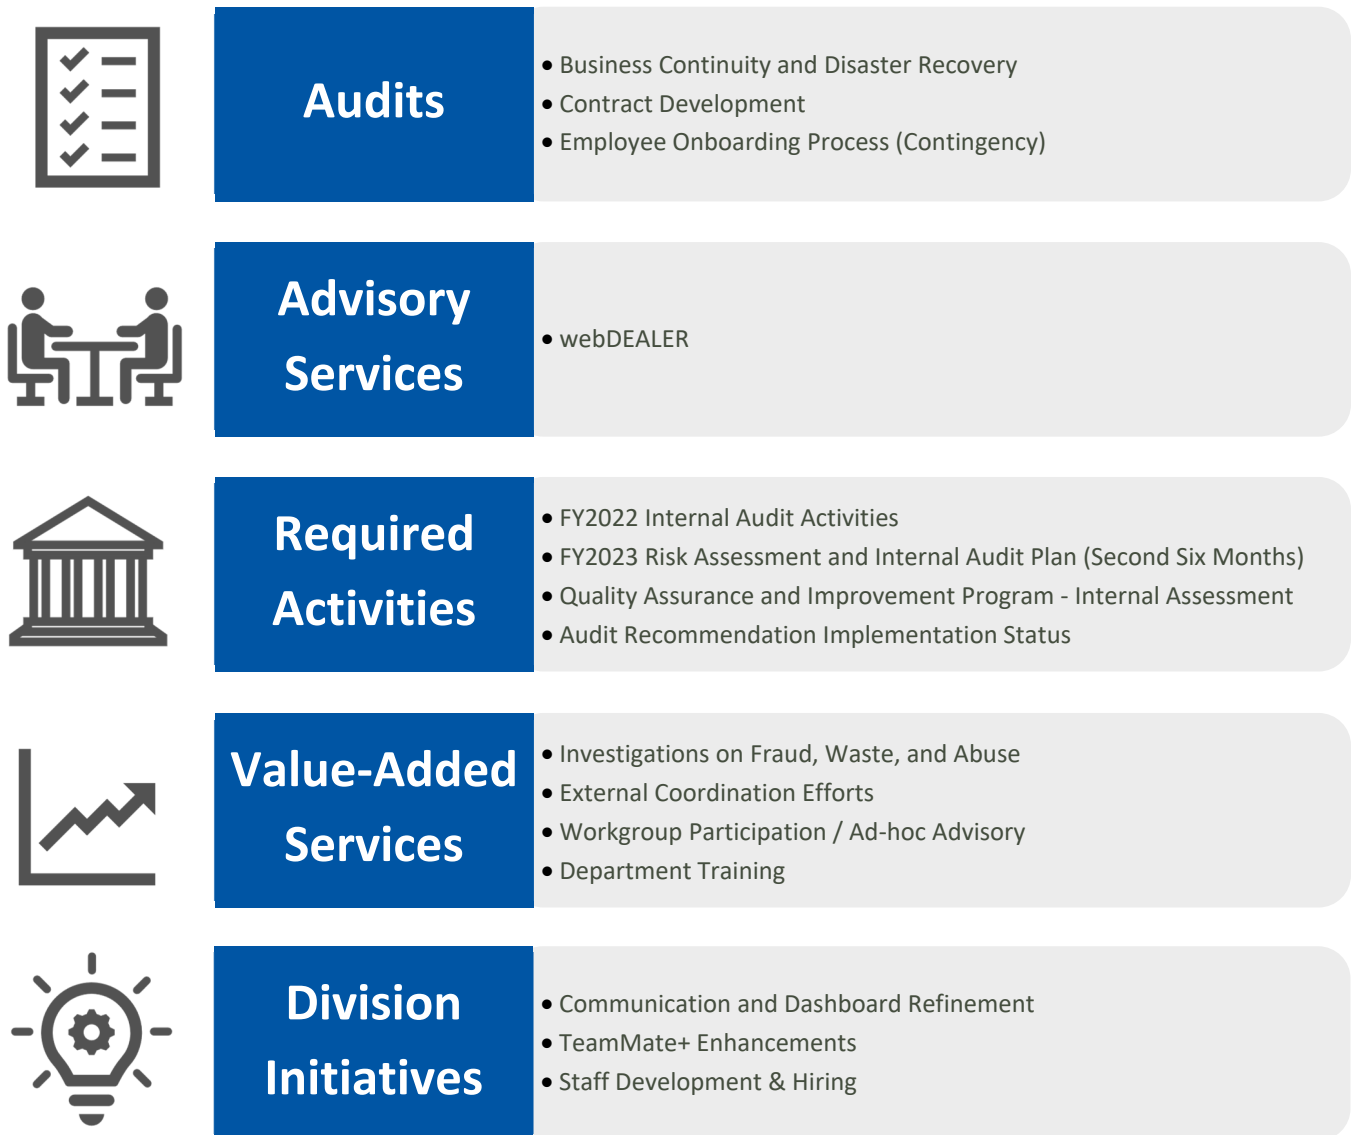 Audits
• Business Continuity and Disaster Recovery
• Contract Development
• Employee Onboarding Process (Contingency)
Advisory
Services
• webDEALER
Required
Activities
• FY2022 Internal Audit Activities
• FY2023 Risk Assessment and Internal Audit Plan (Second Six Months)
• Quality Assurance and Improvement Program - Internal Assessment
• Audit Recommendation Implementation Status
Value-Added
Services
• Investigations on Fraud, Waste, and Abuse
• External Coordination Efforts
• Workgroup Participation / Ad-hoc Advisory
• Department Training
Division
Initiatives
• Communication and Dashboard Refinement
• TeamMate+ Enhancements
• Staff Development & Hiring